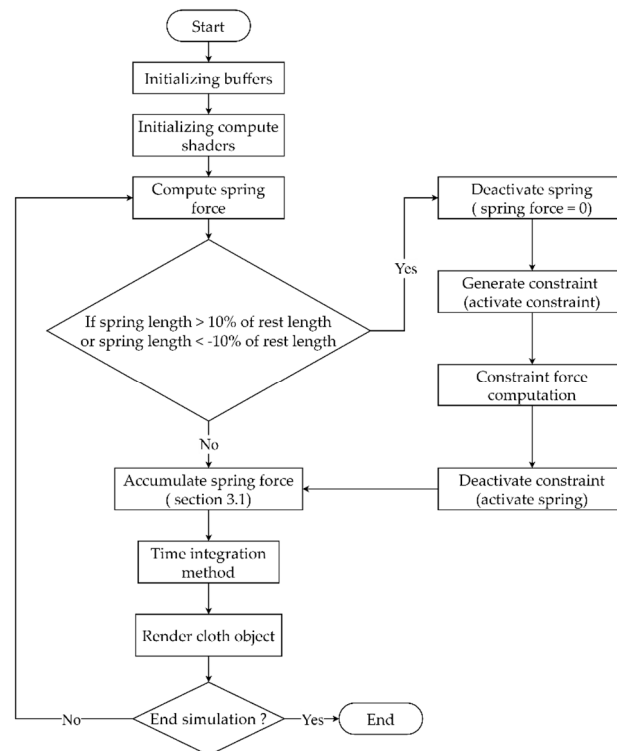 Start
Initializing buffers
Initializing compute
shaders
Compute spring
force
If spring length > 10% of rest length
or spring length < -10% of rest length
Yes
Deactivate spring
( spring force = 0)
Generate constraint
(activate constraint)
Constraint force
computation
Deactivate constraint
(activate spring)
No
Accumulate spring force
( section 3.1)
Time integration
method
Render cloth object
End simulation ?
No
Yes
End